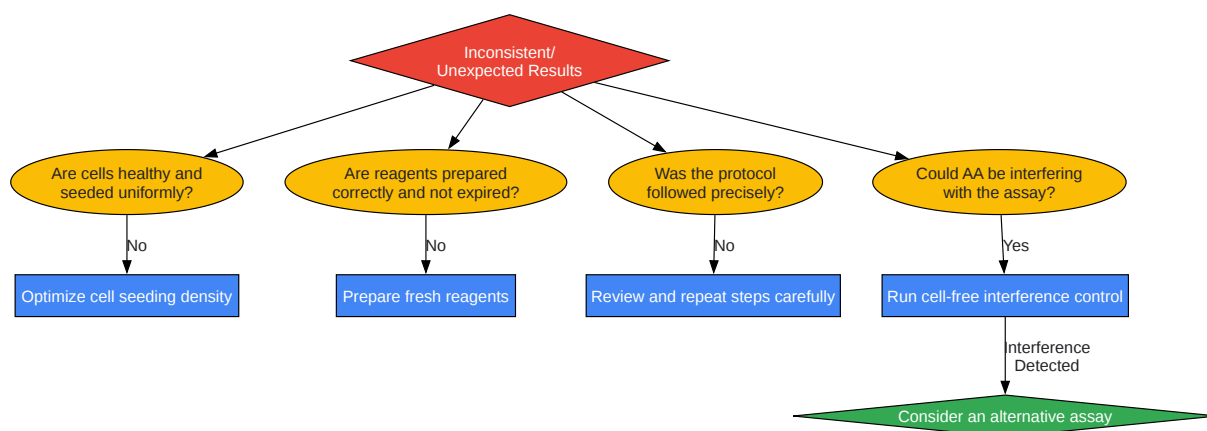 Inconsistent/
Unexpected Results
Are cells healthy and
seeded uniformly?
Are reagents prepared
correctly and not expired?
Was the protocol
followed precisely?
Could AA be interfering
with the assay?
No
No
No
Yes
Optimize cell seeding density
Prepare fresh reagents
Review and repeat steps carefully
Run cell-free interference control
Interference
Detected
Consider an alternative assay